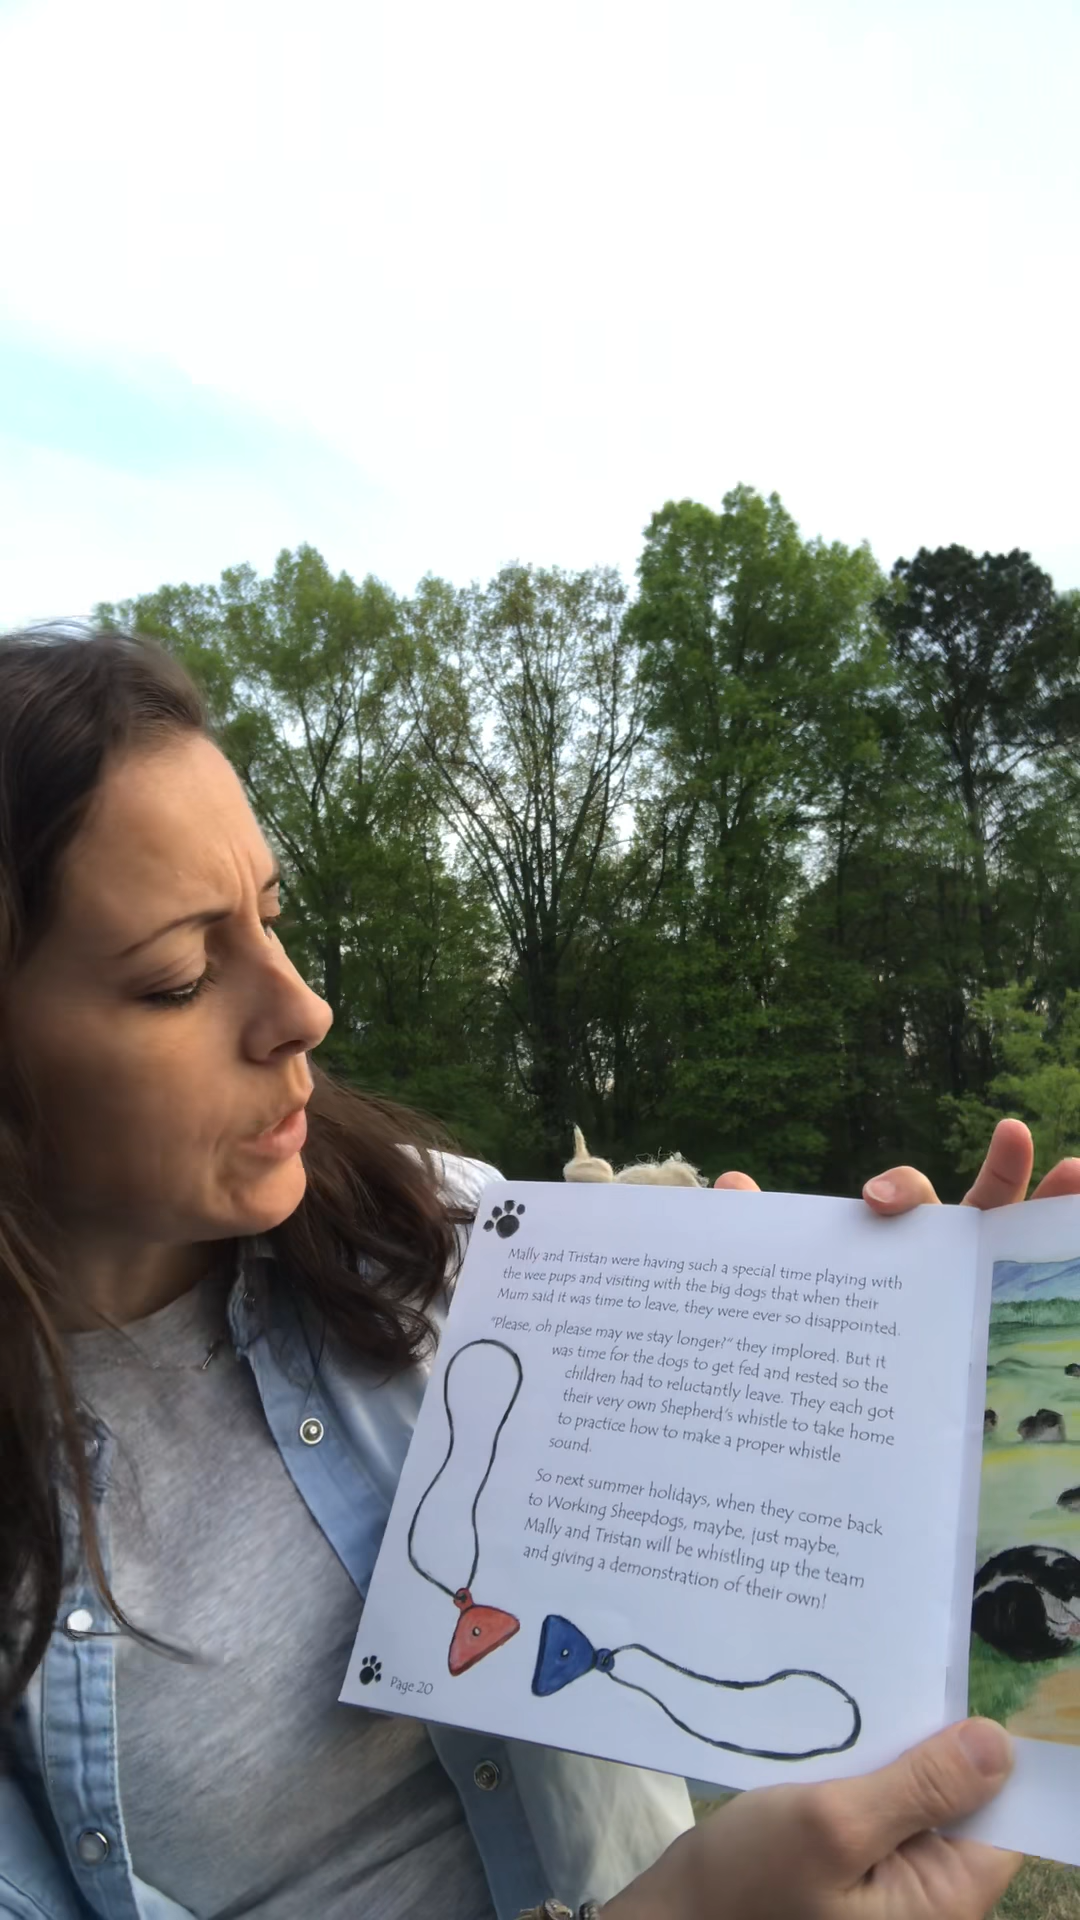 Mally and Tristan were having such a special time playing with
the wee pups and visiting with the big dogs that when their
Mum said it was time to leave, they were ever so disappointed.
"Please, oh please may we stay longer?" they implored. But it
was time for the dogs to get fed and rested so the
children had to reluctantly leave. They each got
their very own Shepherd's whistle to take home
to practice how to make a proper whistle
sound.
So next summer holidays, when they come back
to Working Sheepdogs, maybe, just maybe,
Mally and Tristan will be whistling up the team
and giving a demonstration of their own!
Page 20